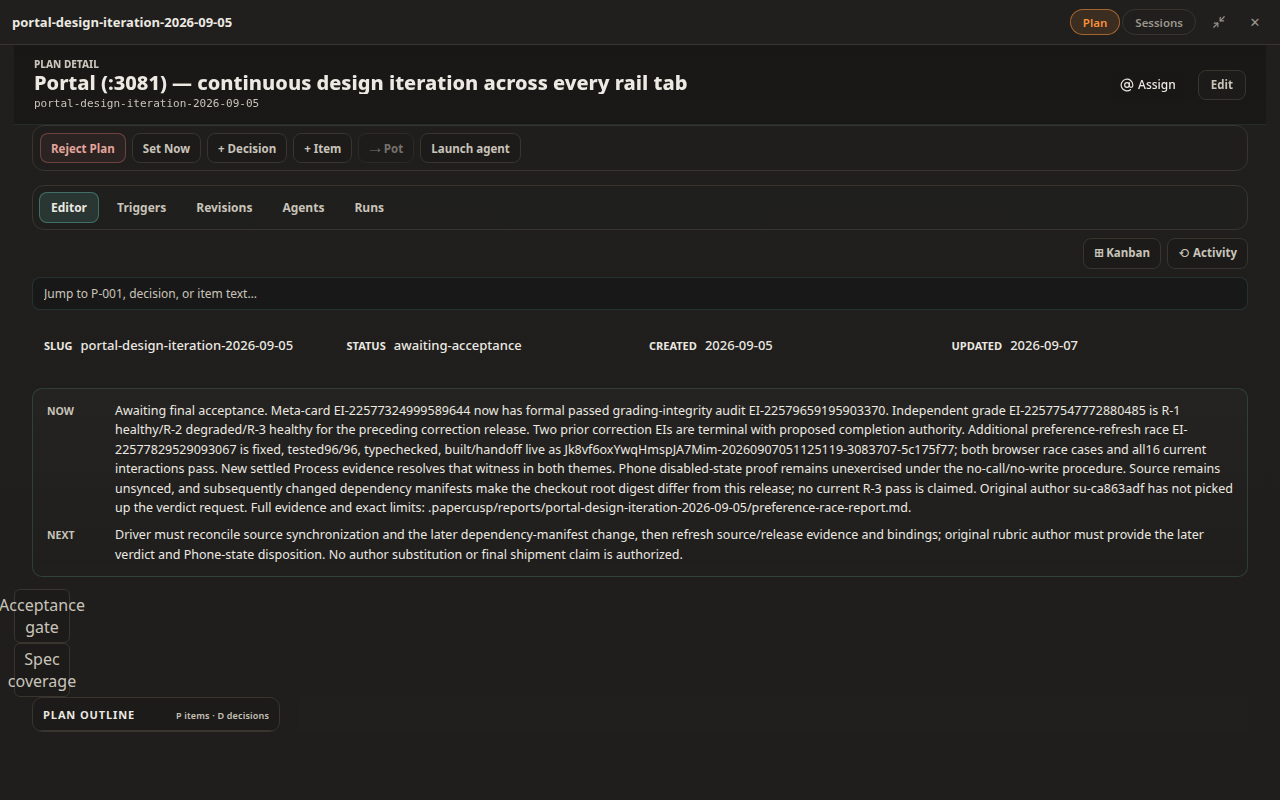 portal-design-iteration-2026-09-05
Plan
Sessions
PLAN DETAIL
Portal (:3081) — continuous design iteration across every rail tab
portal-design-iteration-2026-09-05
@ Assign
Edit
Reject Plan
Set Now
+ Decision
+ Item
→ Pot
Launch agent
Editor
Triggers
Revisions
Agents
Runs
⊞ Kanban
⟲ Activity
Jump to P-001, decision, or item text...
SLUG portal-design-iteration-2026-09-05
STATUS awaiting-acceptance
CREATED 2026-09-05
UPDATED 2026-09-07
NOW
Awaiting final acceptance. Meta-card EI-22577324999589644 now has formal passed grading-integrity audit EI-22579659195903370. Independent grade EI-22577547772880485 is R-1
healthy/R-2 degraded/R-3 healthy for the preceding correction release. Two prior correction EIs are terminal with proposed completion authority. Additional preference-refresh race EI-
22577829529093067 is fixed, tested96/96, typechecked, built/handoff live as Jk8vf6oxYwqHmspJA7Mim-20260907051125119-3083707-5c175f77; both browser race cases and all16 current
interactions pass. New settled Process evidence resolves that witness in both themes. Phone disabled-state proof remains unexercised under the no-call/no-write procedure. Source remains
unsynced, and subsequently changed dependency manifests make the checkout root digest differ from this release; no current R-3 pass is claimed. Original author su-ca863adf has not picked
up the verdict request. Full evidence and exact limits: .papercusp/reports/portal-design-iteration-2026-09-05/preference-race-report.md.
NEXT
Driver must reconcile source synchronization and the later dependency-manifest change, then refresh source/release evidence and bindings; original rubric author must provide the later
verdict and Phone-state disposition. No author substitution or final shipment claim is authorized.
Acceptance
gate
Spec
coverage
PLAN OUTLINE
P items · D decisions